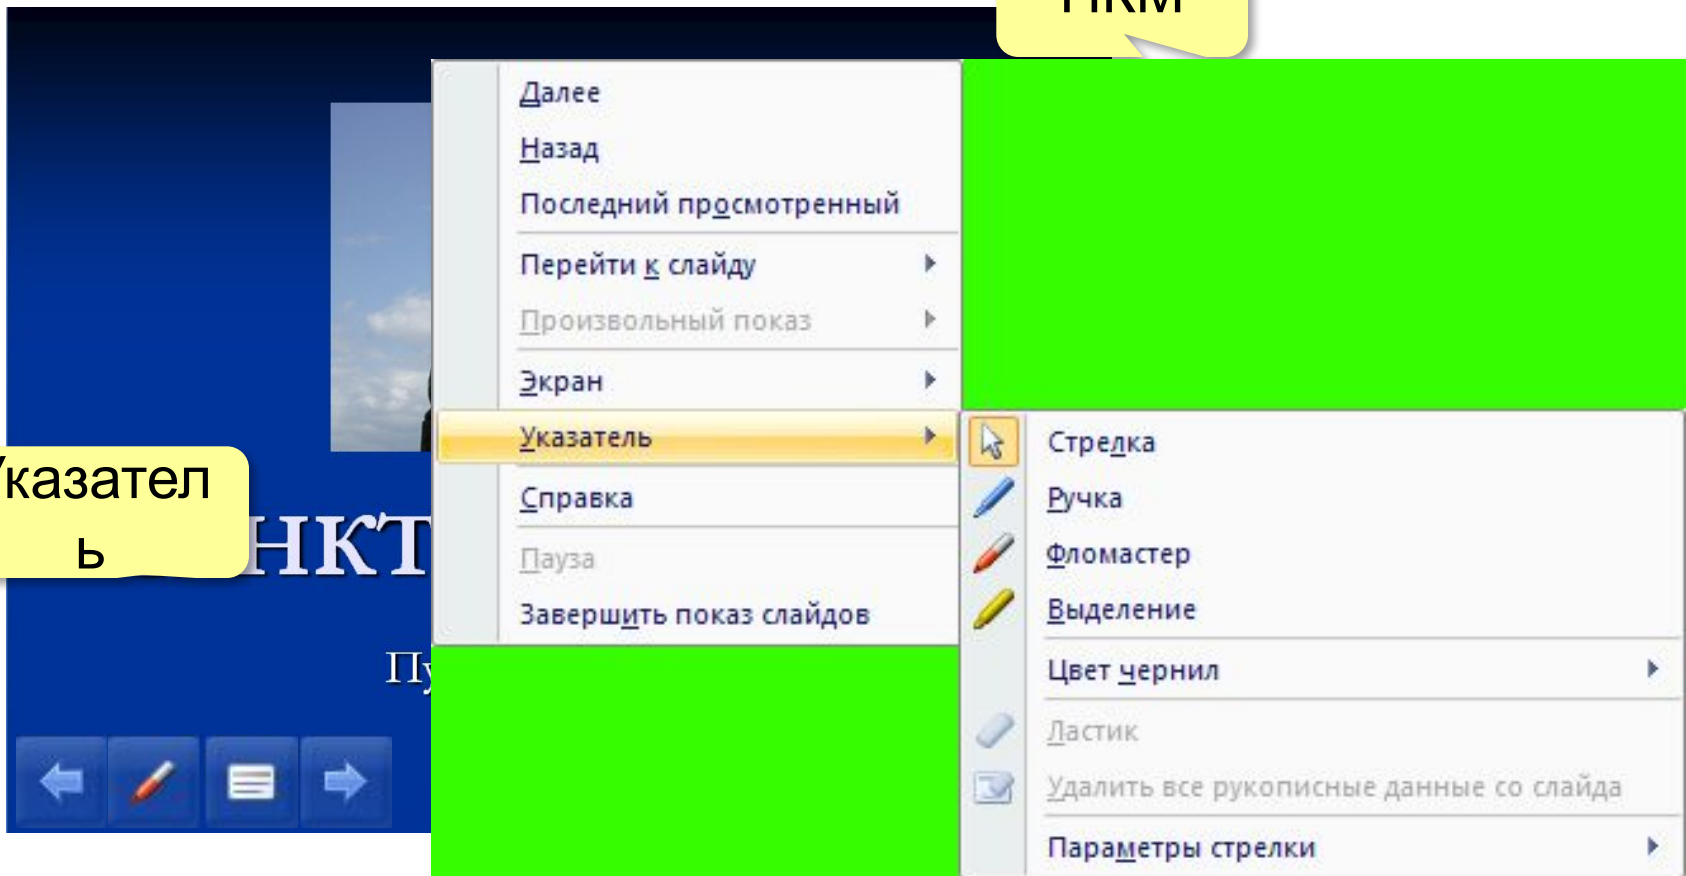 ПКМ
Далее
Назад
Последний просмотренный
Перейти к слайду
Произвольный показ
Экран
Указатель
Справка
Пауза
Завершить показ слайдов
Стрелка
Ручка
Фломастер
Выделение
Цвет чернил
Ластик
Удалить все рукописные данные со слайда
Параметры стрелки
Указател
ь
нкт
Пу